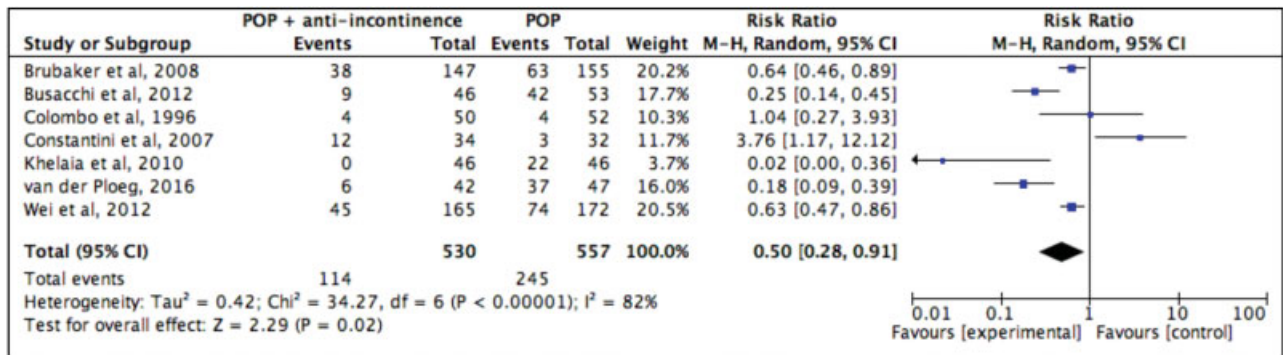 POP + anti-incontinence POP Risk Ratio Risk Ratio
Study or Subgroup Events Total Events Total Weight M-H, Random, 95% CI M-H, Random, 95% CI
Brubaker et al, 2008 38 147 63 155 20.2% 0.64 [0.46, 0.89]
Busacchi et al, 2012 9 46 42 53 17.7% 0.25 [0.14, 0.45]
Colombo et al, 1996 4 50 4 52 10.3% 1.04 [0.27, 3.93]
Constantini et al, 2007 12 34 3 32 11.7% 3.76 [1.17, 12.12]
Khelaia et al, 2010 0 46 22 46 3.7% 0.02 [0.00, 0.36]
van der Ploeg, 2016 6 42 37 47 16.0% 0.18 [0.09, 0.39]
Wei et al, 2012 45 165 74 172 20.5% 0.63 [0.47, 0.86]
Total (95% CI) 530 557 100.0% 0.50 [0.28, 0.91]
Total events 114 245
Heterogeneity: Tau² = 0.42; Chi² = 34.27, df = 6 (P < 0.00001); I² = 82%
Test for overall effect: Z = 2.29 (P = 0.02)
0.01 0.1 1 10 100
Favours [experimental] Favours [control]